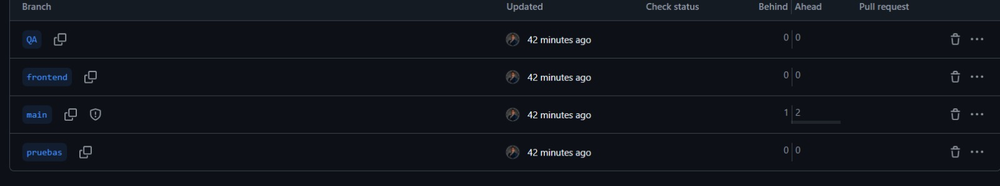 Branch Updated Check status Behind Ahead Pull request
QA 42 minutes ago 0 0
frontend 42 minutes ago 0 0
main 42 minutes ago 1 2
pruebas 42 minutes ago 0 0